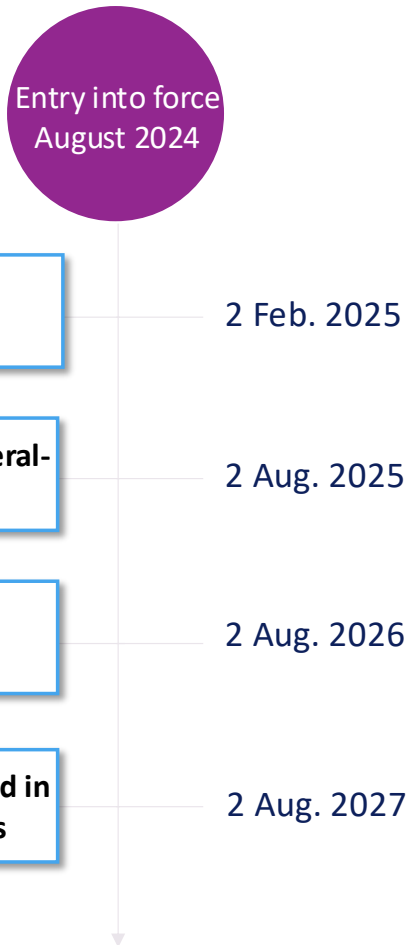 Entry into force
August 2024
2 Feb. 2025
eral-
2 Aug. 2025
2 Aug. 2026
d in
s
2 Aug. 2027